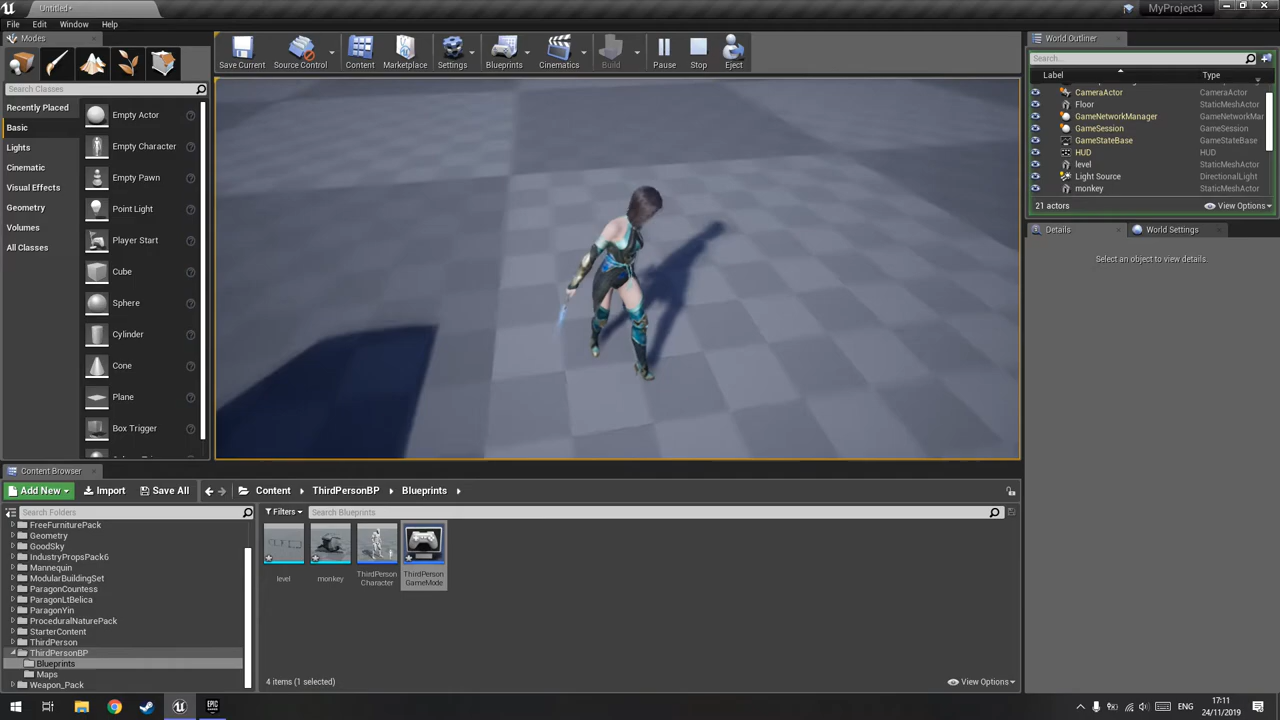 Untitled*
MyProject3
File Edit Window Help
Modes
Search Classes
Recently Placed
Basic
Lights
Cinematic
Visual Effects
Geometry
Volumes
All Classes
Empty Actor
Empty Character
Empty Pawn
Point Light
Player Start
Cube
Sphere
Cylinder
Cone
Plane
Box Trigger
Save Current
Source Control
Content
Marketplace
Settings
Blueprints
Cinematics
Build
Pause
Stop
Eject
World Outliner
Search...
Label Type
CameraActor CameraActor
Floor StaticMeshActor
GameNetworkManager GameNetworkMar
GameSession GameSession
GameStateBase GameStateBase
HUD HUD
level StaticMeshActor
Light Source DirectionalLight
monkey StaticMeshActor
21 actors View Options
Details World Settings
Select an object to view details.
Content Browser
Add New Import Save All Content ThirdPersonBP Blueprints
Search Folders
Filters Search Blueprints
FreeFurniturePack
Geometry
GoodSky
IndustryPropsPack6
Mannequin
ModularBuildingSet
ParagonCountess
ParagonLtBelica
ParagonYin
ProceduralNaturePack
StarterContent
ThirdPerson
ThirdPersonBP
Blueprints
Maps
Weapon_Pack
level
monkey
ThirdPerson
Character
ThirdPerson
GameMode
4 items (1 selected) View Options
ENG
17:11
24/11/2019